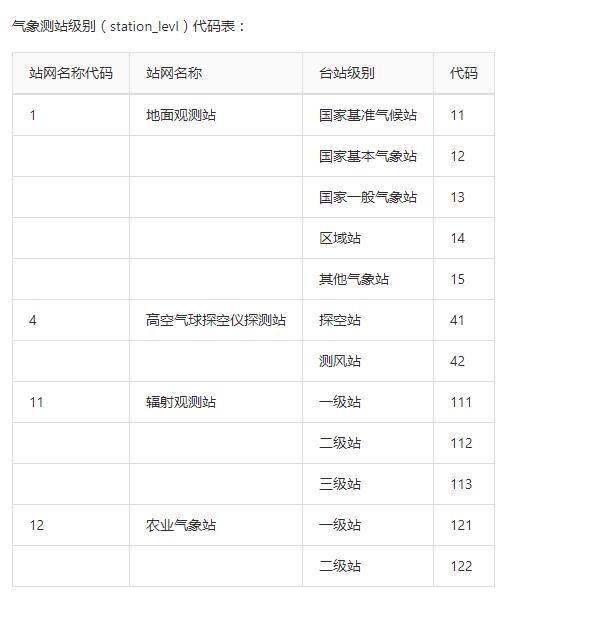 气象测站级别（station_levl）代码表：
站网名称代码 站网名称 台站级别 代码
1 地面观测站 国家基准气候站 11
国家基本气象站 12
国家一般气象站 13
区域站 14
其他气象站 15
4 高空气球探空仪探测站 探空站 41
测风站 42
11 辐射观测站 一级站 111
二级站 112
三级站 113
12 农业气象站 一级站 121
二级站 122